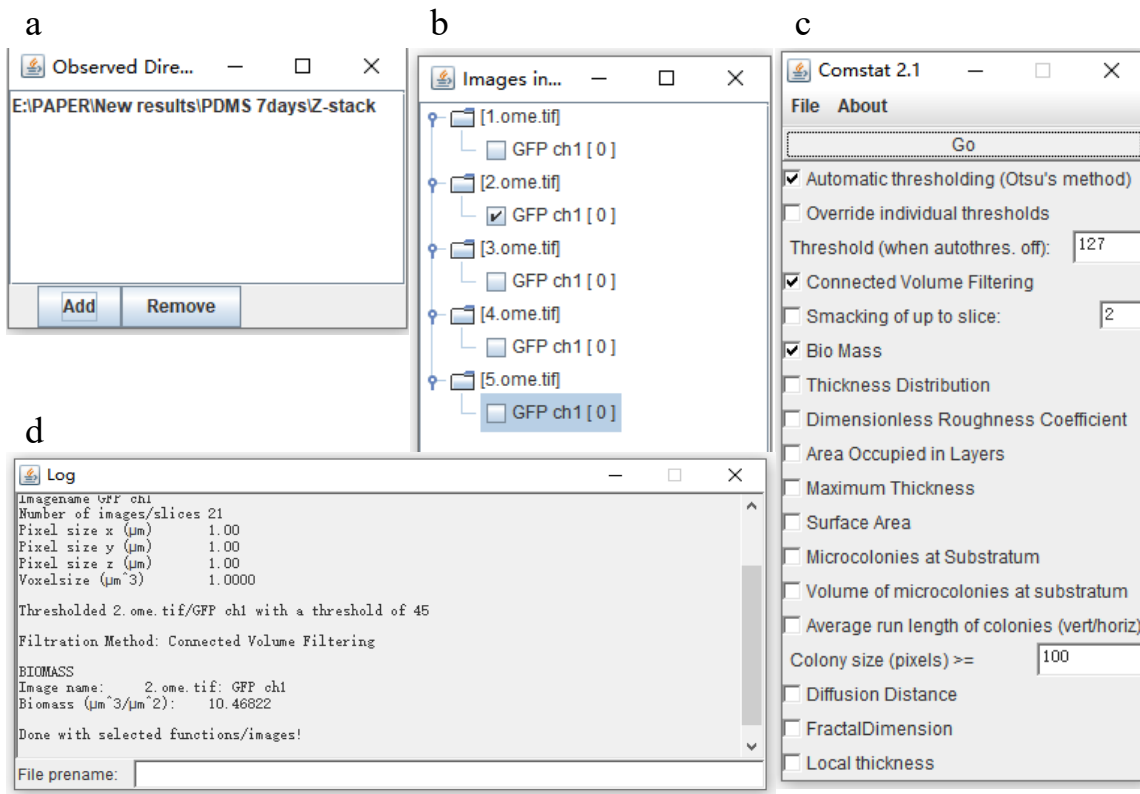 a
Observed Dire...
E:\PAPER\New results\PDMS 7days\Z-stack
Add
Remove
b
Images in...
[1.ome.tif]
GFP ch1 [ 0 ]
[2.ome.tif]
GFP ch1 [ 0 ]
[3.ome.tif]
GFP ch1 [ 0 ]
[4.ome.tif]
GFP ch1 [ 0 ]
[5.ome.tif]
GFP ch1 [ 0 ]
c
Comstat 2.1
File About
Go
Automatic thresholding (Otsu's method)
Override individual thresholds
Threshold (when autothres. off): 127
Connected Volume Filtering
Smacking of up to slice: 2
Bio Mass
Thickness Distribution
Dimensionless Roughness Coefficient
Area Occupied in Layers
Maximum Thickness
Surface Area
Microcolonies at Substratum
Volume of microcolonies at substratum
Average run length of colonies (vert/horiz)
Colony size (pixels) >= 100
Diffusion Distance
FractalDimension
Local thickness
d
Log
Imagename GFP ch1
Number of images/slices 21
Pixel size x (μm) 1.00
Pixel size y (μm) 1.00
Pixel size z (μm) 1.00
Voxelsize (μm^3) 1.0000
Thresholded 2.ome.tif/GFP ch1 with a threshold of 45
Filtration Method: Connected Volume Filtering
BIOMASS
Image name: 2.ome.tif: GFP ch1
Biomass (μm^3/μm^2): 10.46822
Done with selected functions/images!
File prename: